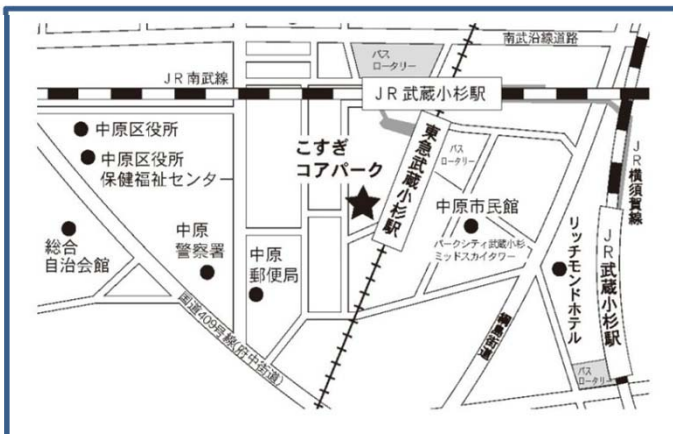 南武沿線道路
バス
ロータリー
JR南武線
JR武蔵小杉駅
中原区役所
中原区役所
保健福祉センター
こすぎ
コアパーク
東急武蔵小杉駅
バス
ロータリー
JR横須賀線
中原市民館
パークシティ武蔵小杉
ミッドスカイタワー
リッチモンドホテル
JR武蔵小杉駅
総合
自治会館
中原
警察署
中原
郵便局
国道409号線(府中街道)
綱島街道
バス
ロータリー